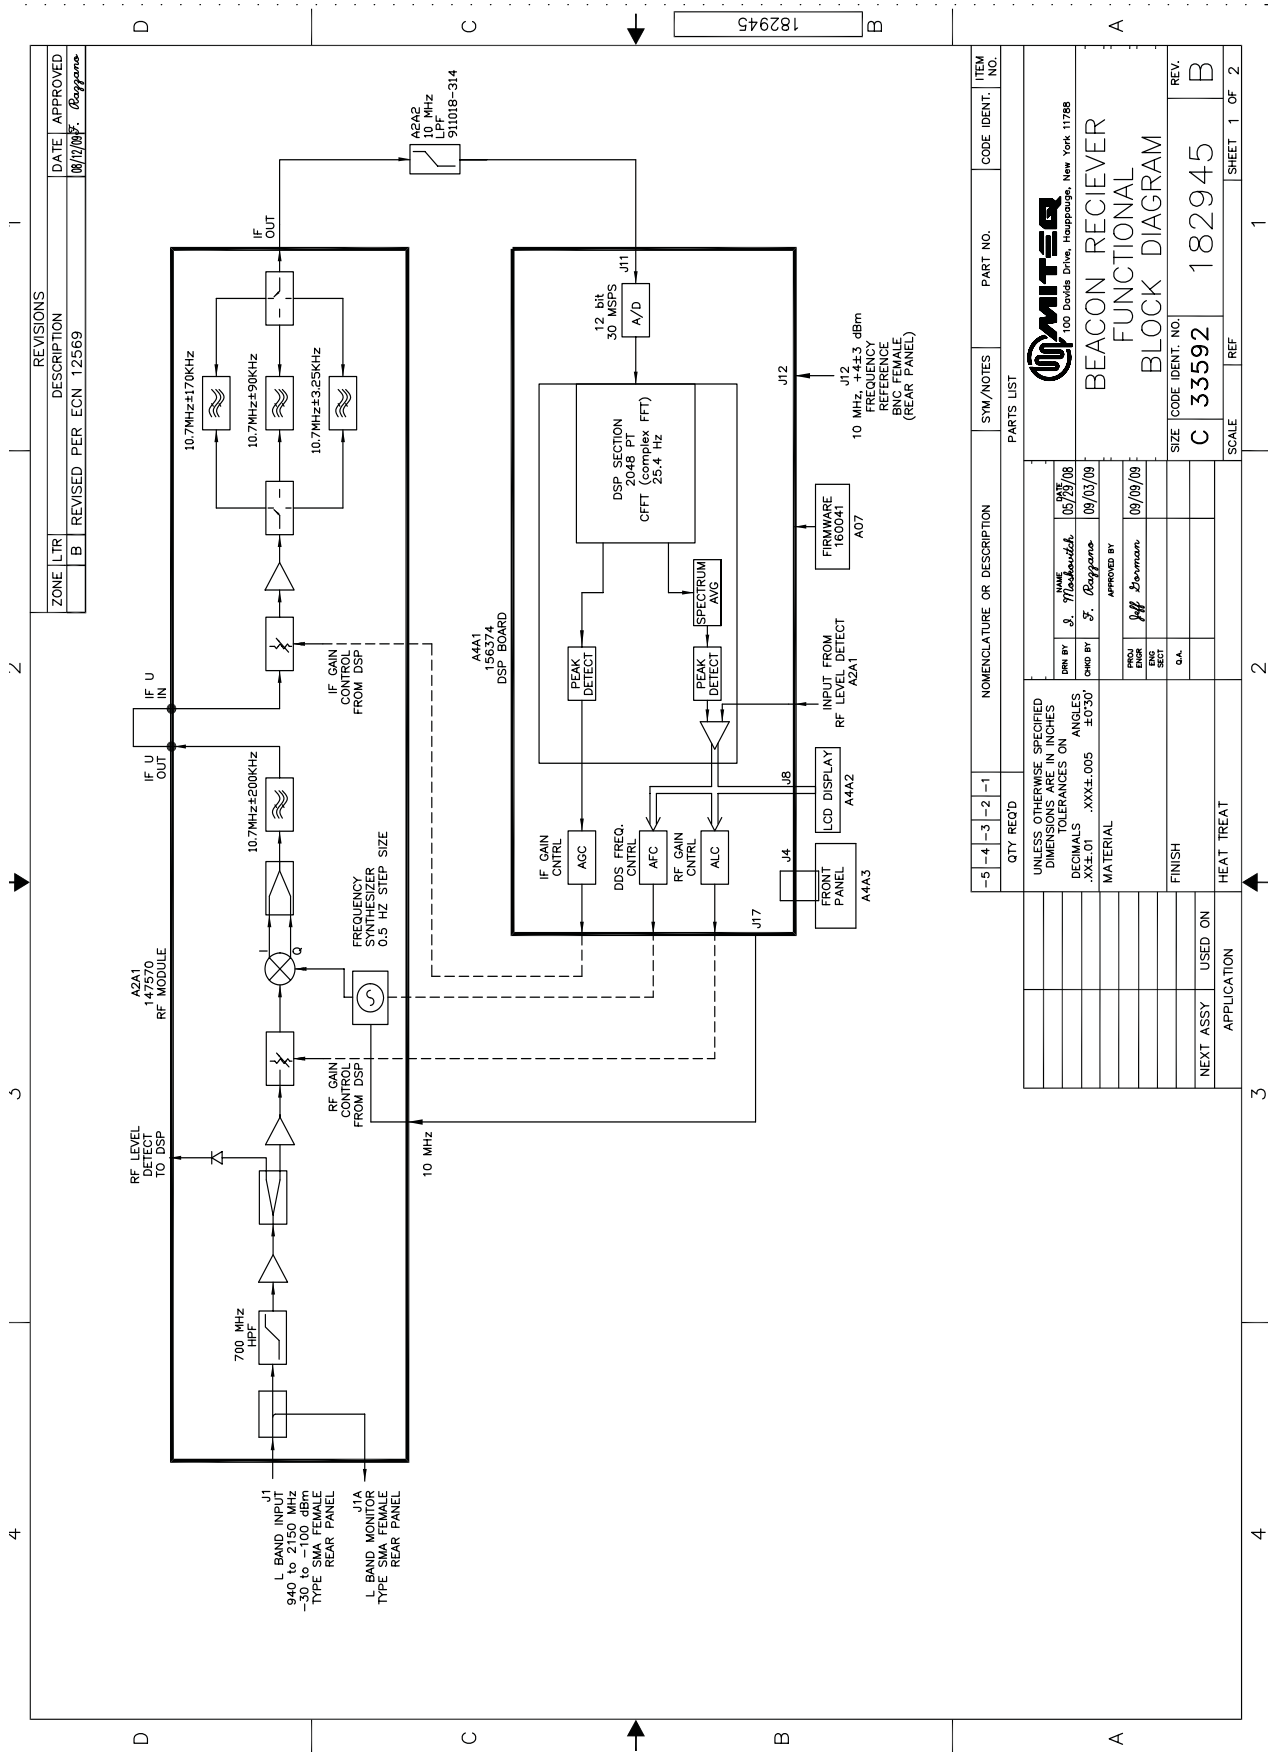 REVISIONS
ZONE LTR DESCRIPTION DATE APPROVED
B REVISED PER ECN 12569 08/12/09 F. Razzano
4 3 2 1
D
C
B
A
182945
A2A1
147570
RF MODULE
RF LEVEL
DETECT
TO DSP
IF U
OUT
IF U
IN
700 MHz
HPF
I
Q
10.7MHz±200KHz
IF GAIN
CONTROL
FROM DSP
10.7MHz±170KHz
10.7MHz±90KHz
10.7MHz±3.25KHz
IF
OUT
J1
L BAND INPUT
940 to 2150 MHz
-30 to -100 dBm
TYPE SMA FEMALE
REAR PANEL
J1A
L BAND MONITOR
TYPE SMA FEMALE
REAR PANEL
RF GAIN
CONTROL
FROM DSP
FREQUENCY
SYNTHESIZER
0.5 HZ STEP SIZE
10 MHz
A2A2
10 MHz
LPF
911018-314
A4A1
156374
DSP BOARD
IF GAIN
CNTRL
AGC
DDS FREQ.
CNTRL
AFC
RF GAIN
CNTRL
ALC
PEAK
DETECT
PEAK
DETECT
SPECTRUM
AVG
DSP SECTION
2048 PT
CFFT (complex FFT)
25.4 Hz
12 bit
30 MSPS
A/D
J11
J17
J4
J8
J12
FRONT
PANEL
A4A3
LCD DISPLAY
A4A2
INPUT FROM
RF LEVEL DETECT
A2A1
FIRMWARE
160041
A07
J12
10 MHz, +4±3 dBm
FREQUENCY
REFERENCE
BNC FEMALE
(REAR PANEL)
-5 -4 -3 -2 -1
QTY REQ'D
NOMENCLATURE OR DESCRIPTION
SYM/NOTES
PART NO.
CODE IDENT.
ITEM
NO.
PARTS LIST
UNLESS OTHERWISE SPECIFIED
DIMENSIONS ARE IN INCHES
TOLERANCES ON
DECIMALS ANGLES
.XX±.01 .XXX±.005 ±0°30'
MATERIAL
FINISH
HEAT TREAT
NAME DATE
DRN BY I. Moskovitch 05/29/08
CHKD BY F. Razzano 09/03/09
APPROVED BY
PROJ
ENGR Jeff Gorman 09/09/09
ENG
SECT
Q.A.
MITEQ
100 Davids Drive, Hauppauge, New York 11788
BEACON RECIEVER
FUNCTIONAL
BLOCK DIAGRAM
SIZE CODE IDENT. NO. REV.
C 33592 182945 B
SCALE REF SHEET 1 OF 2
NEXT ASSY USED ON
APPLICATION
4 3 2 1
D
C
B
A